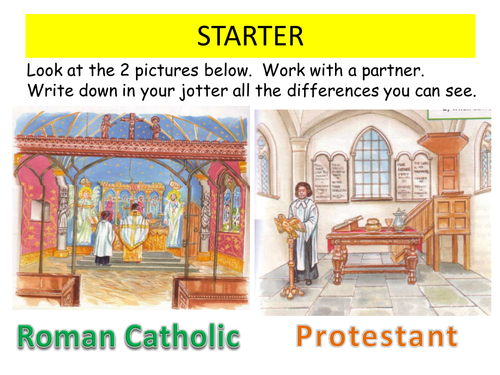 STARTER
Look at the 2 pictures below. Work with a partner.
Write down in your jotter all the differences you can see.
Roman Catholic
Protestant